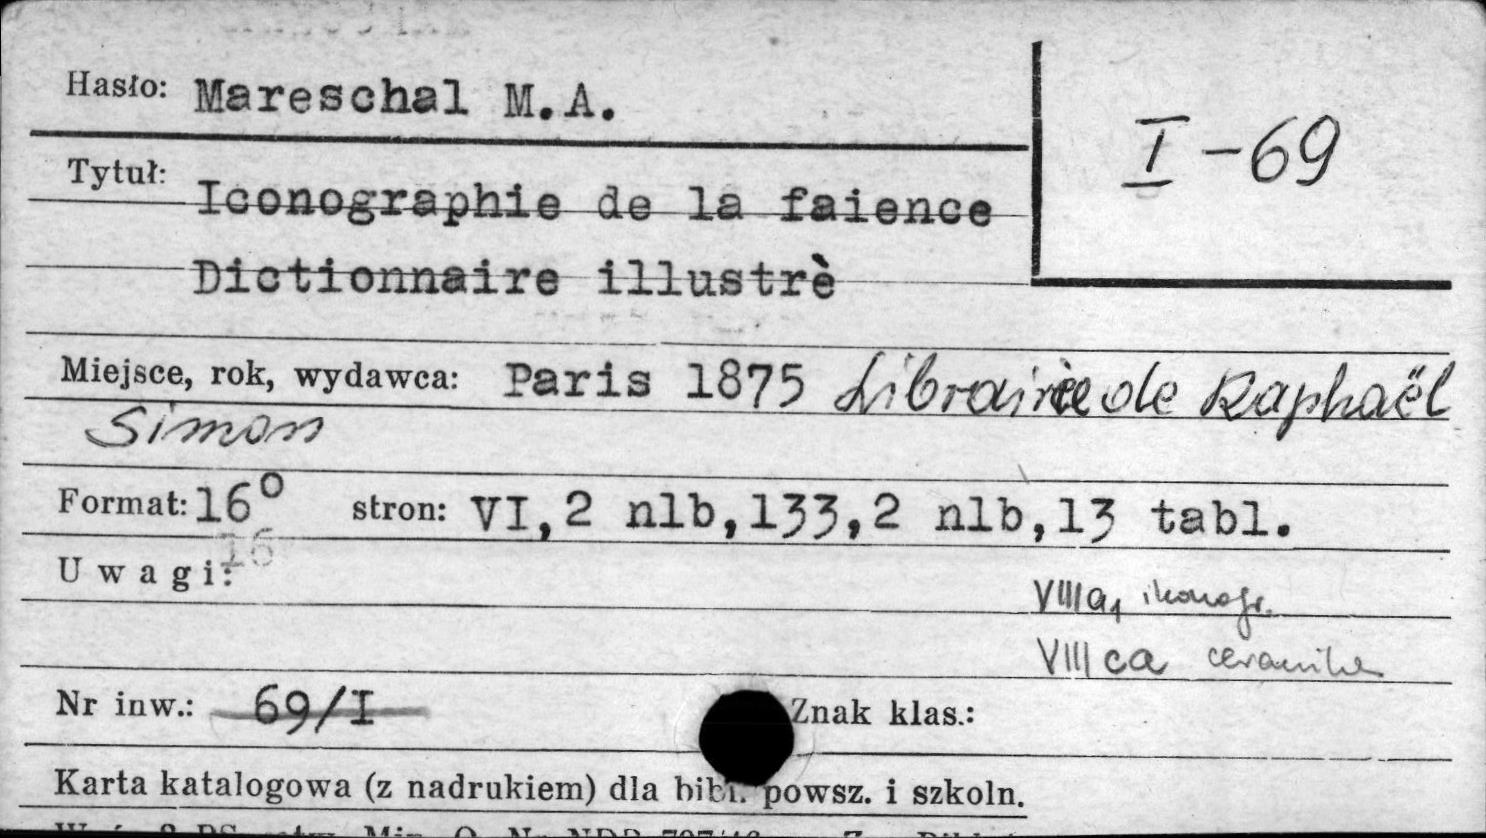 Hasło: Mareschal M.A.
I-69
Tytuł: Iconographie de la faience
Dictionnaire illustrè
Miejsce, rok, wydawca: Paris 1875 Librairie de Raphaël
Simon
Format: 16° stron: VI,2 nlb,133,2 nlb,13 tabl.
16
Uwagi:
VIIIa, ikonogr.
VIII ca ceramika
Nr inw.: 69/I Znak klas.:
Karta katalogowa (z nadrukiem) dla bibl. powsz. i szkoln.